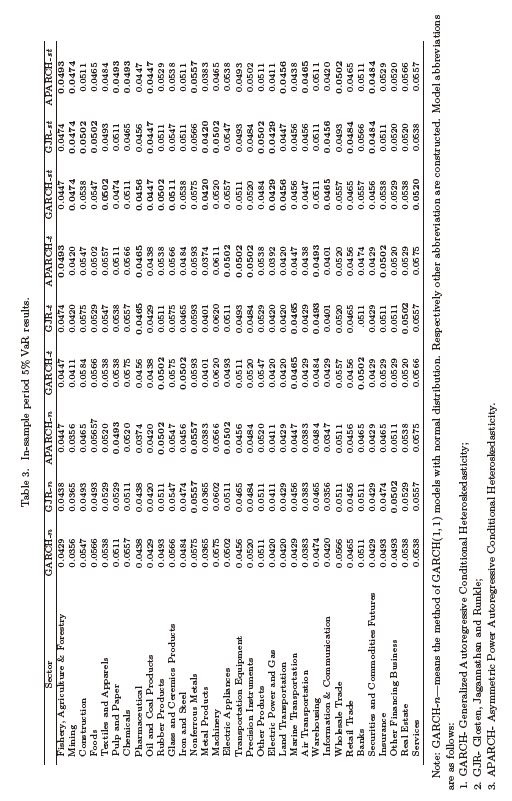 Table 3. In-sample period 5% VaR results.
Sector GARCH-n GJR-n APARCH-n GARCH-t GJR-t APARCH-t GARCH-st GJR-st APARCH-st
Fishery, Agriculture & Forestry 0.0429 0.0438 0.0447 0.0447 0.0474 0.0493 0.0447 0.0474 0.0493
Mining 0.0356 0.0365 0.0356 0.0411 0.0420 0.0420 0.0474 0.0474 0.0474
Construction 0.0547 0.0493 0.0465 0.0584 0.0575 0.0547 0.0538 0.0502 0.0511
Foods 0.0566 0.0493 0.05657 0.0566 0.0529 0.0502 0.0547 0.0502 0.0465
Textiles and Apparels 0.0538 0.0529 0.0520 0.0538 0.0547 0.0557 0.0502 0.0493 0.0484
Pulp and Paper 0.0511 0.0529 0.0493 0.0538 0.0538 0.0511 0.0474 0.0511 0.0493
Chemicals 0.0557 0.0511 0.0520 0.0575 0.0557 0.0566 0.0511 0.0465 0.0493
Pharmaceutical 0.0438 0.0438 0.0374 0.0456 0.0465 0.0465 0.0456 0.0456 0.0447
Oil and Coal Products 0.0429 0.0420 0.0420 0.0438 0.0429 0.0438 0.0447 0.0447 0.0447
Rubber Products 0.0493 0.0511 0.0502 0.0502 0.0511 0.0538 0.0502 0.0511 0.0529
Glass and Ceremics Products 0.0566 0.0547 0.0547 0.0575 0.0575 0.0566 0.0511 0.0547 0.0538
Iron and Steel 0.0484 0.0474 0.0456 0.0502 0.0465 0.0484 0.0538 0.0511 0.0511
Nonferrous Metals 0.0575 0.0557 0.0557 0.0593 0.0593 0.0593 0.0575 0.0566 0.0557
Metal Products 0.0365 0.0365 0.0383 0.0401 0.0401 0.0374 0.0420 0.0420 0.0383
Machinery 0.0575 0.0602 0.0566 0.0620 0.0620 0.0611 0.0520 0.0502 0.0465
Electric Appliances 0.0502 0.0511 0.0502 0.0493 0.0511 0.0502 0.0557 0.0547 0.0538
Transportation Equipment 0.0456 0.0465 0.0456 0.0511 0.0493 0.0502 0.0511 0.0493 0.0493
Precision Instruments 0.0520 0.0484 0.0484 0.0520 0.0484 0.0502 0.0520 0.0484 0.0502
Other Products 0.0511 0.0511 0.0520 0.0547 0.0529 0.0538 0.0484 0.0502 0.0511
Electric Power and Gas 0.0420 0.0411 0.0411 0.0420 0.0420 0.0392 0.0429 0.0429 0.0411
Land Transportation 0.0420 0.0429 0.0429 0.0420 0.0420 0.0420 0.0456 0.0447 0.0456
Marine Transportation 0.0429 0.0456 0.0447 0.0465 0.0465 0.0447 0.0456 0.0456 0.0438
Air Transportation 0.0383 0.0383 0.0383 0.0429 0.0429 0.0438 0.0447 0.0456 0.0465
Warehousing 0.0474 0.0465 0.0484 0.0484 0.0493 0.0493 0.0511 0.0511 0.0511
Information & Communication 0.0420 0.0356 0.0347 0.0429 0.0401 0.0401 0.0465 0.0456 0.0420
Wholesale Trade 0.0566 0.0511 0.0511 0.0557 0.0520 0.0520 0.0557 0.0493 0.0502
Retail Trade 0.0465 0.0456 0.0456 0.0456 0.0465 0.0456 0.0465 0.0484 0.0465
Banks 0.0511 0.0511 0.0465 0.0502 .0511 0.0474 0.0557 0.0566 0.0511
Securities and Commodities Futures 0.0429 0.0429 0.0429 0.0429 0.0429 0.0429 0.0456 0.0484 0.0484
Insurance 0.0493 0.0474 0.0465 0.0529 0.0511 0.0502 0.0538 0.0511 0.0529
Other Financing Business 0.0493 0.0502 0.0511 0.0529 0.0511 0.0520 0.0529 0.0520 0.0520
Real Estate 0.0538 0.0529 0.0538 0.0520 0.0502 0.0529 0.0538 0.0520 0.0566
Services 0.0538 0.0557 0.0575 0.0566 0.0557 0.0575 0.0520 0.0538 0.0557
Note: GARCH-n—means the method of GARCH(1, 1) models with normal distribution. Respectively other abbreviation are constructed. Model abbreviations
are as follows:
1. GARCH- Generalized Autoregressive Conditional Heteroskedasticity;
2. GJR- Glosten, Jagannathan and Runkle;
3. APARCH- Asymmetric Power Autoregressive Conditional Heteroskedasticity.